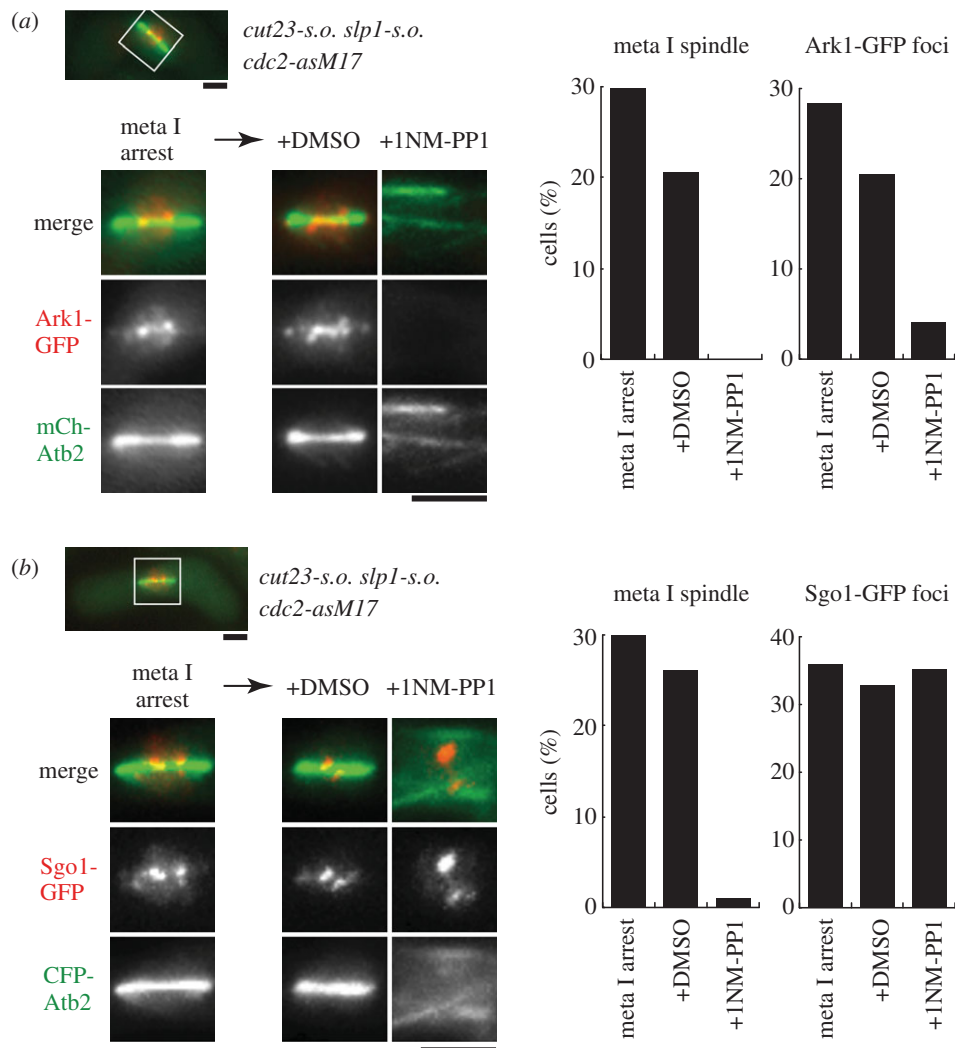 (a)
cut23-s.o. slp1-s.o.
cdc2-asM17
meta I
arrest
+DMSO
+1NM-PP1
merge
Ark1-
GFP
mCh-
Atb2
meta I spindle
30
20
10
0
cells (%)
meta I arrest
+DMSO
+1NM-PP1
Ark1-GFP foci
30
20
10
0
meta I arrest
+DMSO
+1NM-PP1
(b)
cut23-s.o. slp1-s.o.
cdc2-asM17
meta I
arrest
+DMSO
+1NM-PP1
merge
Sgo1-
GFP
CFP-
Atb2
meta I spindle
30
20
10
0
cells (%)
meta I arrest
+DMSO
+1NM-PP1
Sgo1-GFP foci
40
30
20
10
0
meta I arrest
+DMSO
+1NM-PP1